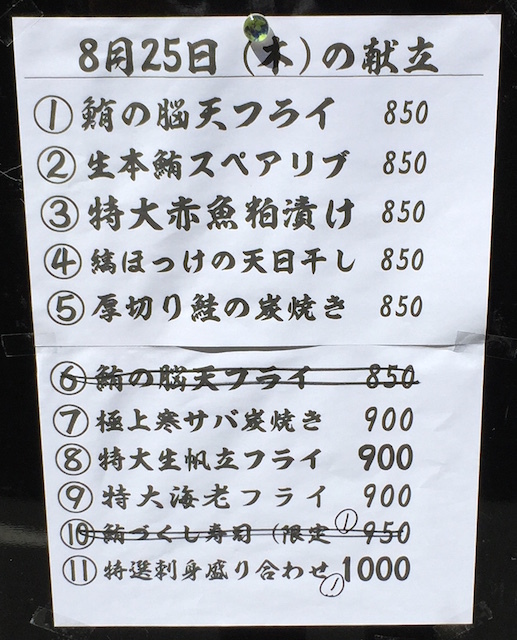 8月25日(木)の献立
①鮪の脳天フライ 850
②生本鮪スペアリブ 850
③特大赤魚粕漬け 850
④縞ほっけの天日干し 850
⑤厚切り鮭の炭焼き 850
⑥鮪の脳天フライ 850
⑦極上寒サバ炭焼き 900
⑧特大生帆立フライ 900
⑨特大海老フライ 900
⑩鮪づくし寿司(限定① 950
⑪特選刺身盛り合わせ①1000